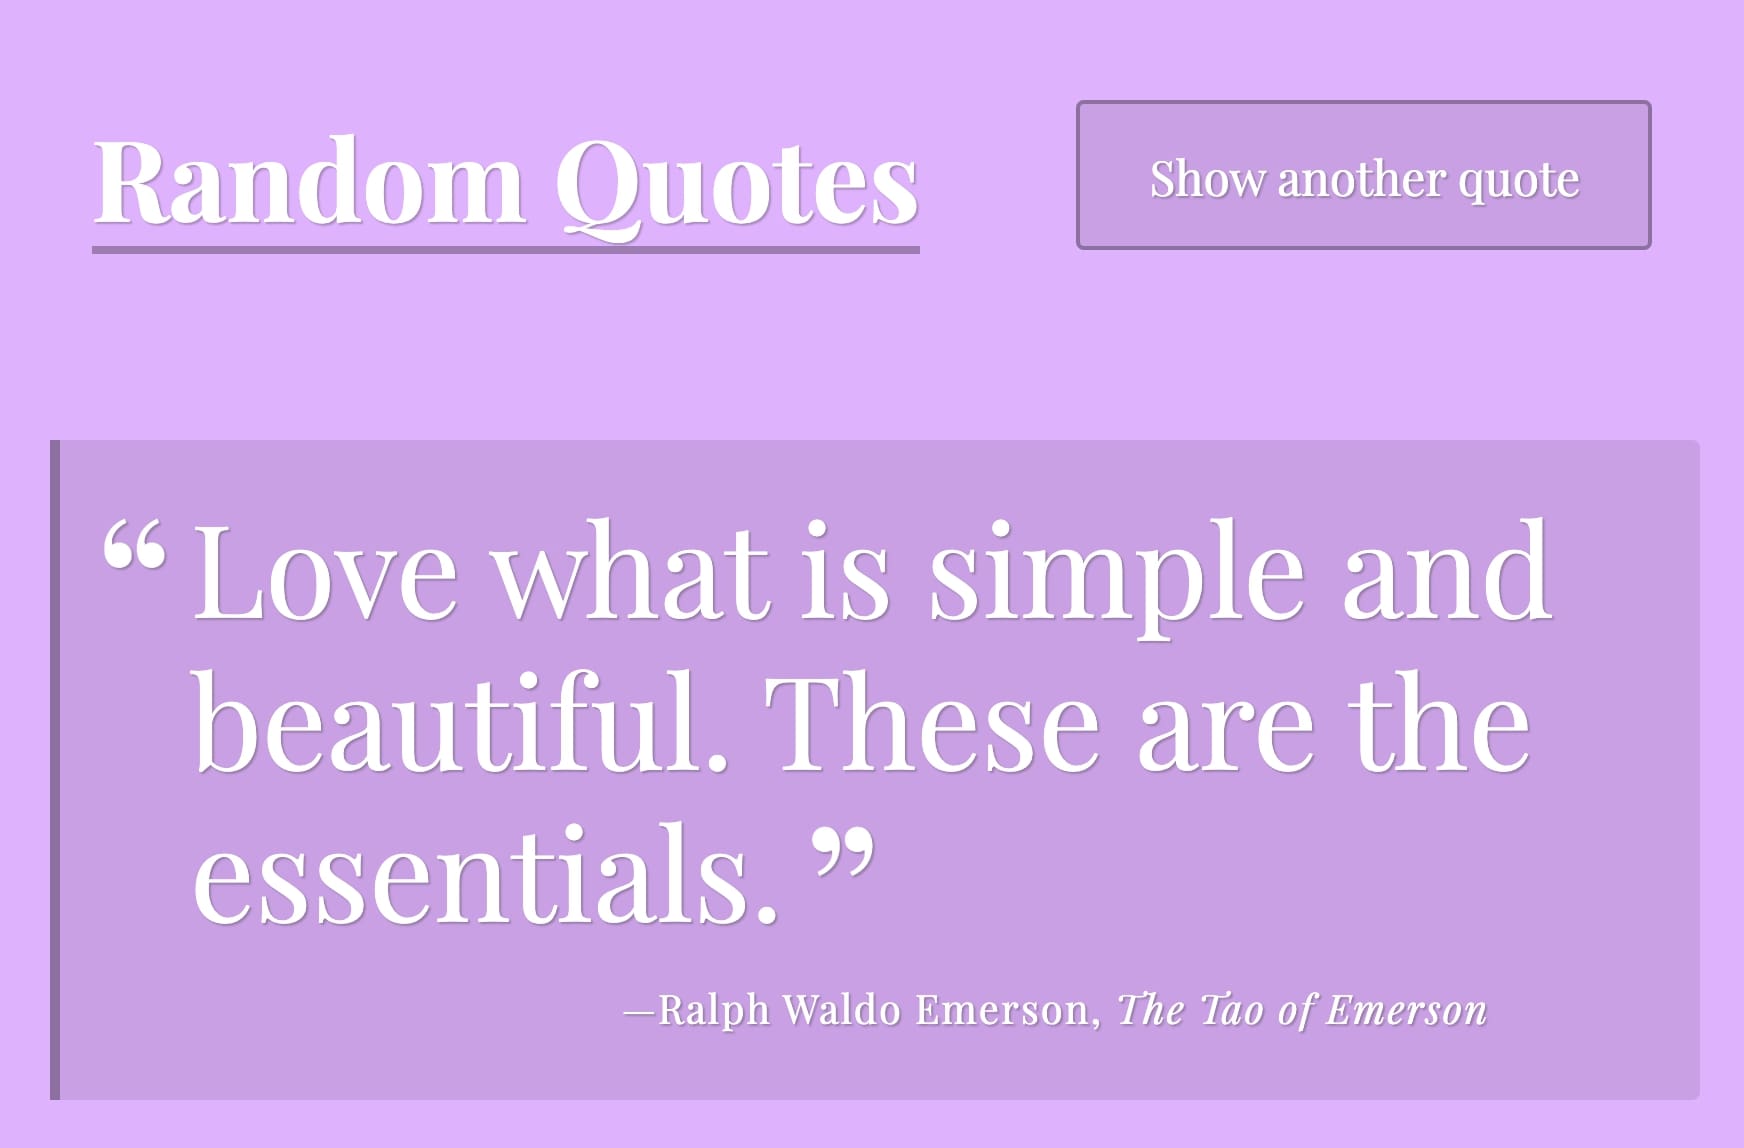 Random Quotes
Show another quote
“ Love what is simple and
beautiful. These are the
essentials. ”
—Ralph Waldo Emerson, The Tao of Emerson